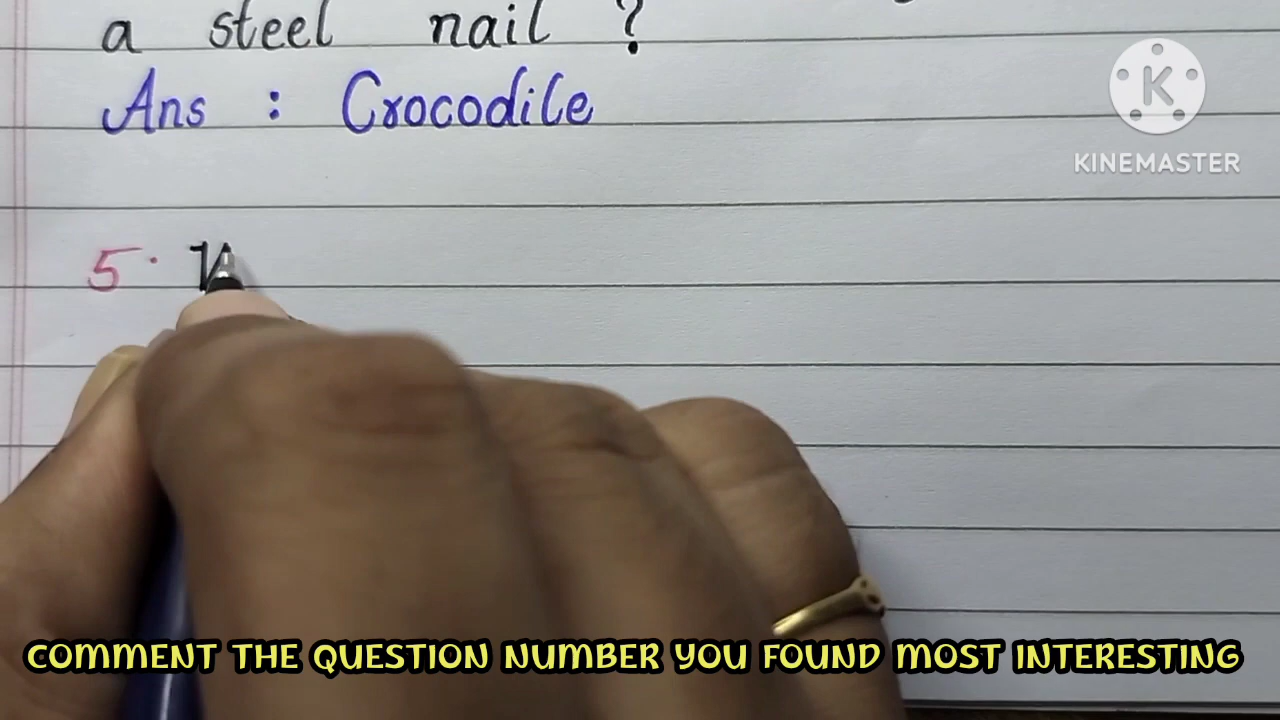 a steel nail ?
Ans : Crocodile
K
KINEMASTER
5.
COMMENT THE QUESTION NUMBER YOU FOUND MOST INTERESTING